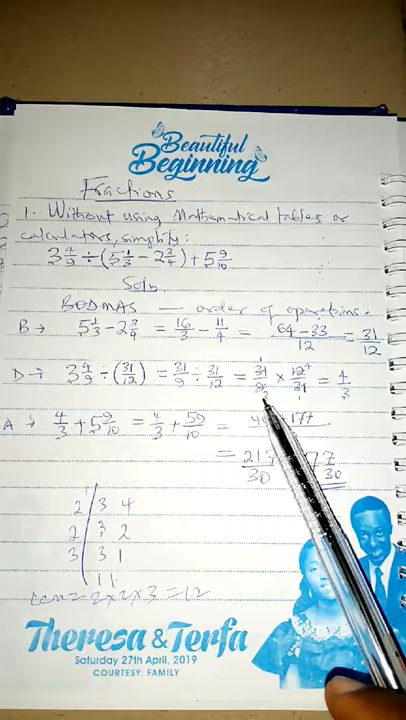 Beautiful
Beginning
Fractions
1. Without using Mathematical tables or
calculators, simplify:
3 4/9 ÷ (5 1/3 − 2 3/4) + 5 9/10
Soln.
BODMAS — order of operations.
B → 5 1/3 − 2 3/4 = 16/3 − 11/4 = 64−33/12 = 31/12
D → 3 4/9 ÷ (31/12) = 31/9 ÷ 31/12 = 31/9 × 12/31 = 4/3
A → 4/3 + 5 9/10 = 4/3 + 59/10 = + 177
= 217/30 7/30
2 | 3 4
2 | 3 2
3 | 3 1
1 1
LCM = 2×2×3 = 12
Theresa & Terfa
Saturday 27th April, 2019
COURTESY: FAMILY